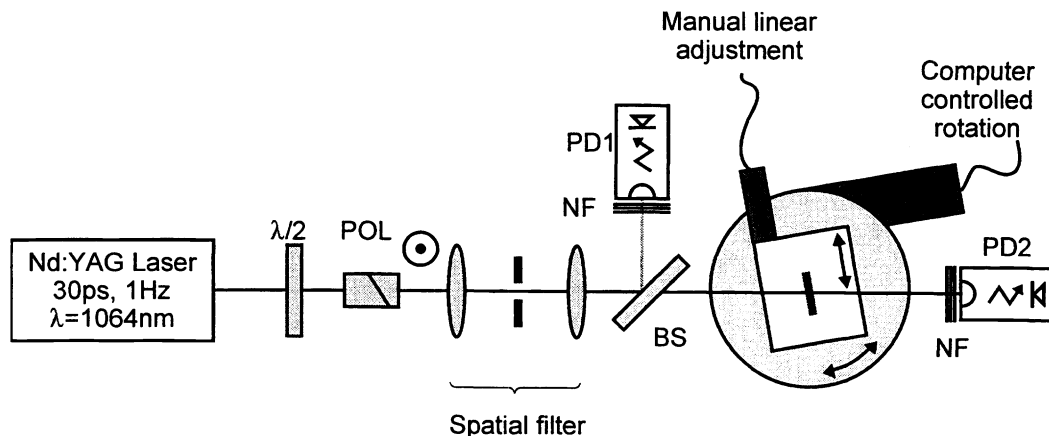 Manual linear
adjustment
Computer
controlled
rotation
PD1
NF
λ/2
POL
Nd:YAG Laser
30ps, 1Hz
λ=1064nm
BS
PD2
NF
Spatial filter